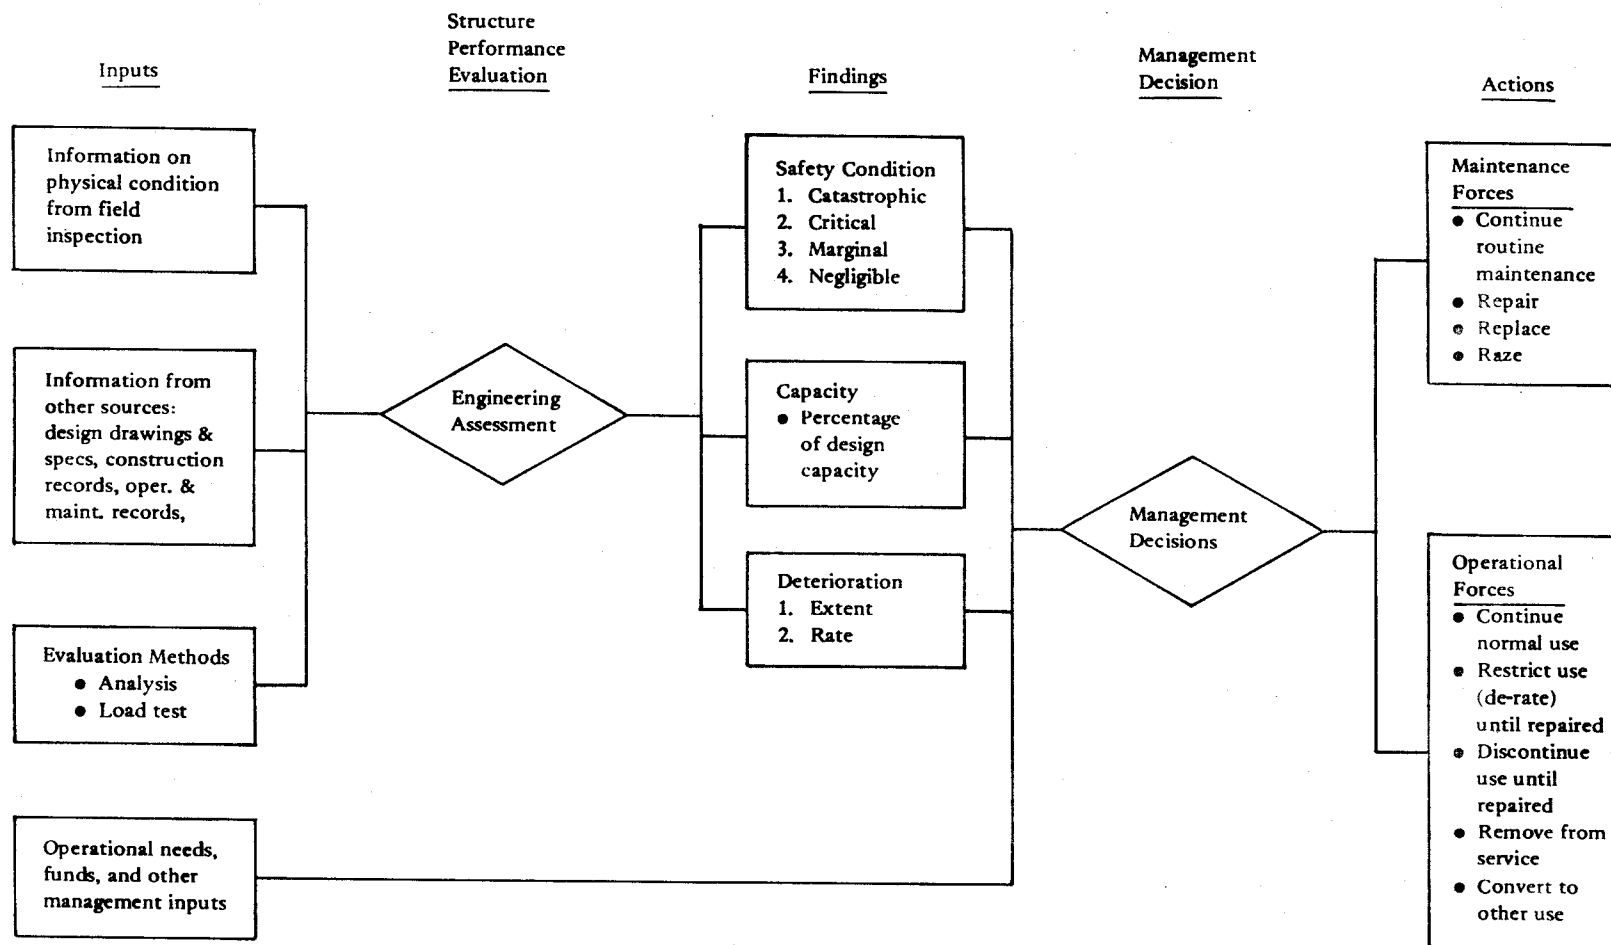 Inputs
Structure
Performance
Evaluation
Findings
Management
Decision
Actions
Information on
physical condition
from field
inspection
Information from
other sources:
design drawings &
specs, construction
records, oper. &
maint. records,
Evaluation Methods
● Analysis
● Load test
Operational needs,
funds, and other
management inputs
Engineering
Assessment
Safety Condition
1. Catastrophic
2. Critical
3. Marginal
4. Negligible
Capacity
● Percentage
of design
capacity
Deterioration
1. Extent
2. Rate
Management
Decisions
Maintenance
Forces
● Continue
routine
maintenance
● Repair
● Replace
● Raze
Operational
Forces
● Continue
normal use
● Restrict use
(de-rate)
until repaired
● Discontinue
use until
repaired
● Remove from
service
● Convert to
other use